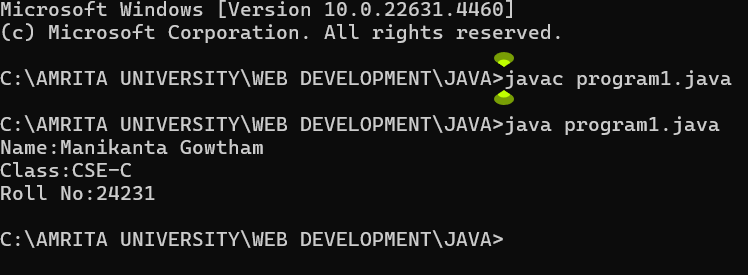 Microsoft Windows [Version 10.0.22631.4460]
(c) Microsoft Corporation. All rights reserved.
C:\AMRITA UNIVERSITY\WEB DEVELOPMENT\JAVA>javac program1.java
C:\AMRITA UNIVERSITY\WEB DEVELOPMENT\JAVA>java program1.java
Name:Manikanta Gowtham
Class:CSE-C
Roll No:24231
C:\AMRITA UNIVERSITY\WEB DEVELOPMENT\JAVA>